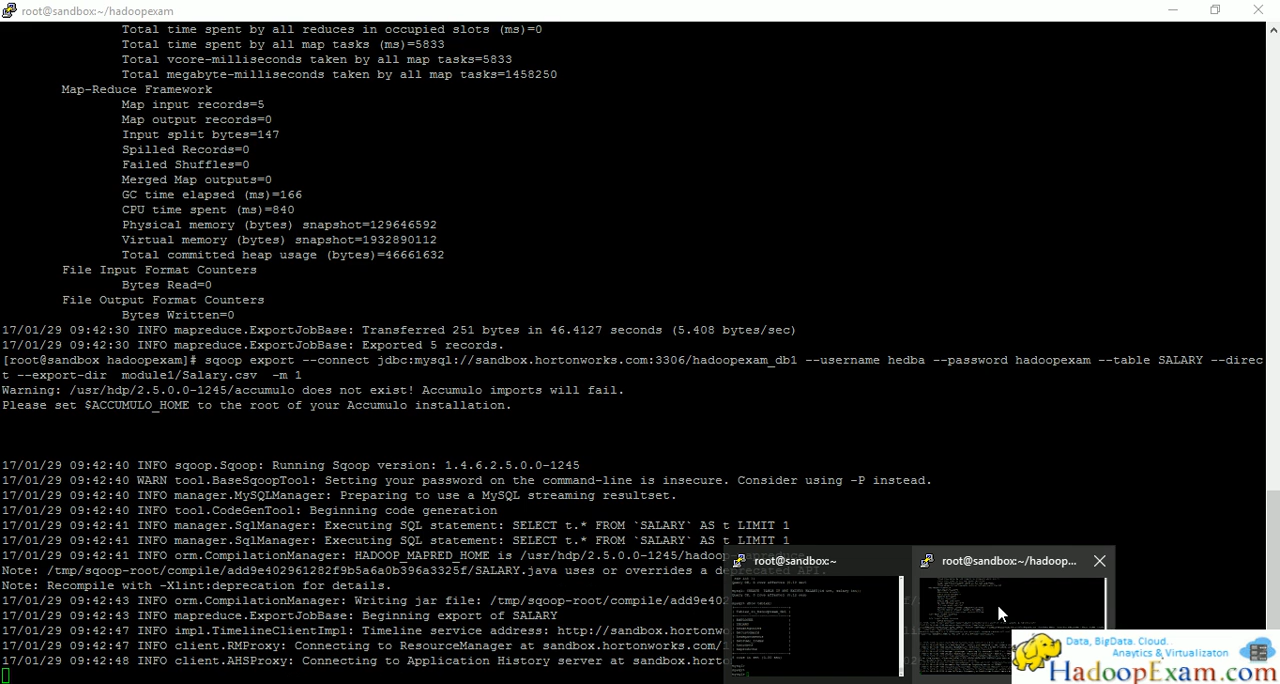 root@sandbox:~/hadoopexam
Total time spent by all reduces in occupied slots (ms)=0
Total time spent by all map tasks (ms)=5833
Total vcore-milliseconds taken by all map tasks=5833
Total megabyte-milliseconds taken by all map tasks=1458250
Map-Reduce Framework
Map input records=5
Map output records=0
Input split bytes=147
Spilled Records=0
Failed Shuffles=0
Merged Map outputs=0
GC time elapsed (ms)=166
CPU time spent (ms)=840
Physical memory (bytes) snapshot=129646592
Virtual memory (bytes) snapshot=1932890112
Total committed heap usage (bytes)=46661632
File Input Format Counters
Bytes Read=0
File Output Format Counters
Bytes Written=0
17/01/29 09:42:30 INFO mapreduce.ExportJobBase: Transferred 251 bytes in 46.4127 seconds (5.408 bytes/sec)
17/01/29 09:42:30 INFO mapreduce.ExportJobBase: Exported 5 records.
[root@sandbox hadoopexam]# sqoop export --connect jdbc:mysql://sandbox.hortonworks.com:3306/hadoopexam_db1 --username hedba --password hadoopexam --table SALARY --direc
t --export-dir  module1/Salary.csv  -m 1
Warning: /usr/hdp/2.5.0.0-1245/accumulo does not exist! Accumulo imports will fail.
Please set $ACCUMULO_HOME to the root of your Accumulo installation.
17/01/29 09:42:40 INFO sqoop.Sqoop: Running Sqoop version: 1.4.6.2.5.0.0-1245
17/01/29 09:42:40 WARN tool.BaseSqoopTool: Setting your password on the command-line is insecure. Consider using -P instead.
17/01/29 09:42:40 INFO manager.MySQLManager: Preparing to use a MySQL streaming resultset.
17/01/29 09:42:40 INFO tool.CodeGenTool: Beginning code generation
17/01/29 09:42:41 INFO manager.SqlManager: Executing SQL statement: SELECT t.* FROM `SALARY` AS t LIMIT 1
17/01/29 09:42:41 INFO manager.SqlManager: Executing SQL statement: SELECT t.* FROM `SALARY` AS t LIMIT 1
17/01/29 09:42:41 INFO orm.CompilationManager: HADOOP_MAPRED_HOME is /usr/hdp/2.5.0.0-1245/hadoop-mapreduce
Note: /tmp/sqoop-root/compile/add9e402961282f9b5a6a0b396a3325f/SALARY.java uses or overrides a deprecated API.
Note: Recompile with -Xlint:deprecation for details.
17/01/29 09:42:46 INFO orm.CompilationManager: Writing jar file: /tmp/sqoop-root/compile/add9e402
17/01/29 09:42:46 INFO mapreduce.ExportJobBase: Beginning export of SALARY
17/01/29 09:42:47 INFO impl.TimelineClientImpl: Timeline service address: http://sandbox.hortonw
17/01/29 09:42:47 INFO client.RMProxy: Connecting to ResourceManager at sandbox.hortonworks.com/1
17/01/29 09:42:48 INFO client.AHSProxy: Connecting to Application History server at sandbox.hort
root@sandbox:~
root@sandbox:~/hadoop...
Data, BigData. Cloud.
Anaytics & Virtualizaton
HadoopExam.com